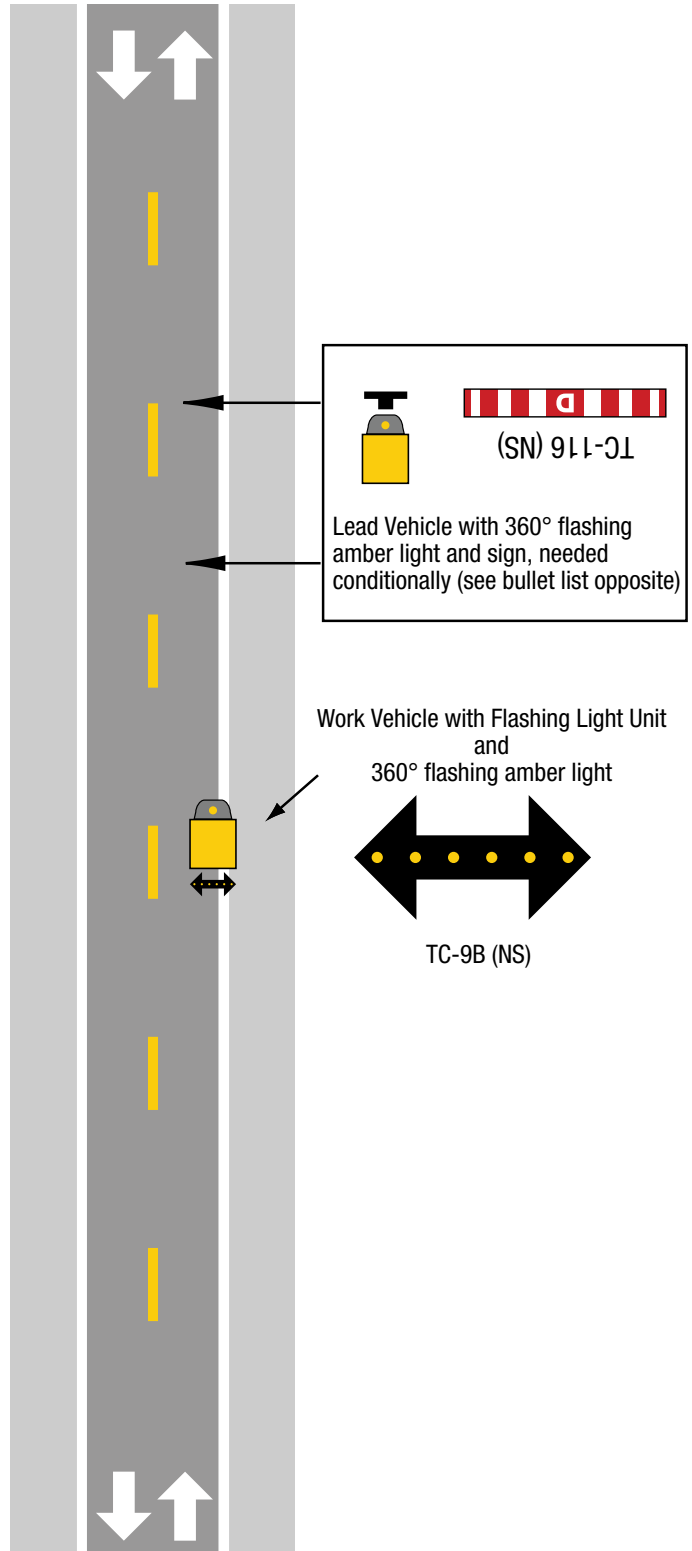 D
TC-116 (NS)
Lead Vehicle with 360° flashing
amber light and sign, needed
conditionally (see bullet list opposite)
Work Vehicle with Flashing Light Unit
and
360° flashing amber light
TC-9B (NS)